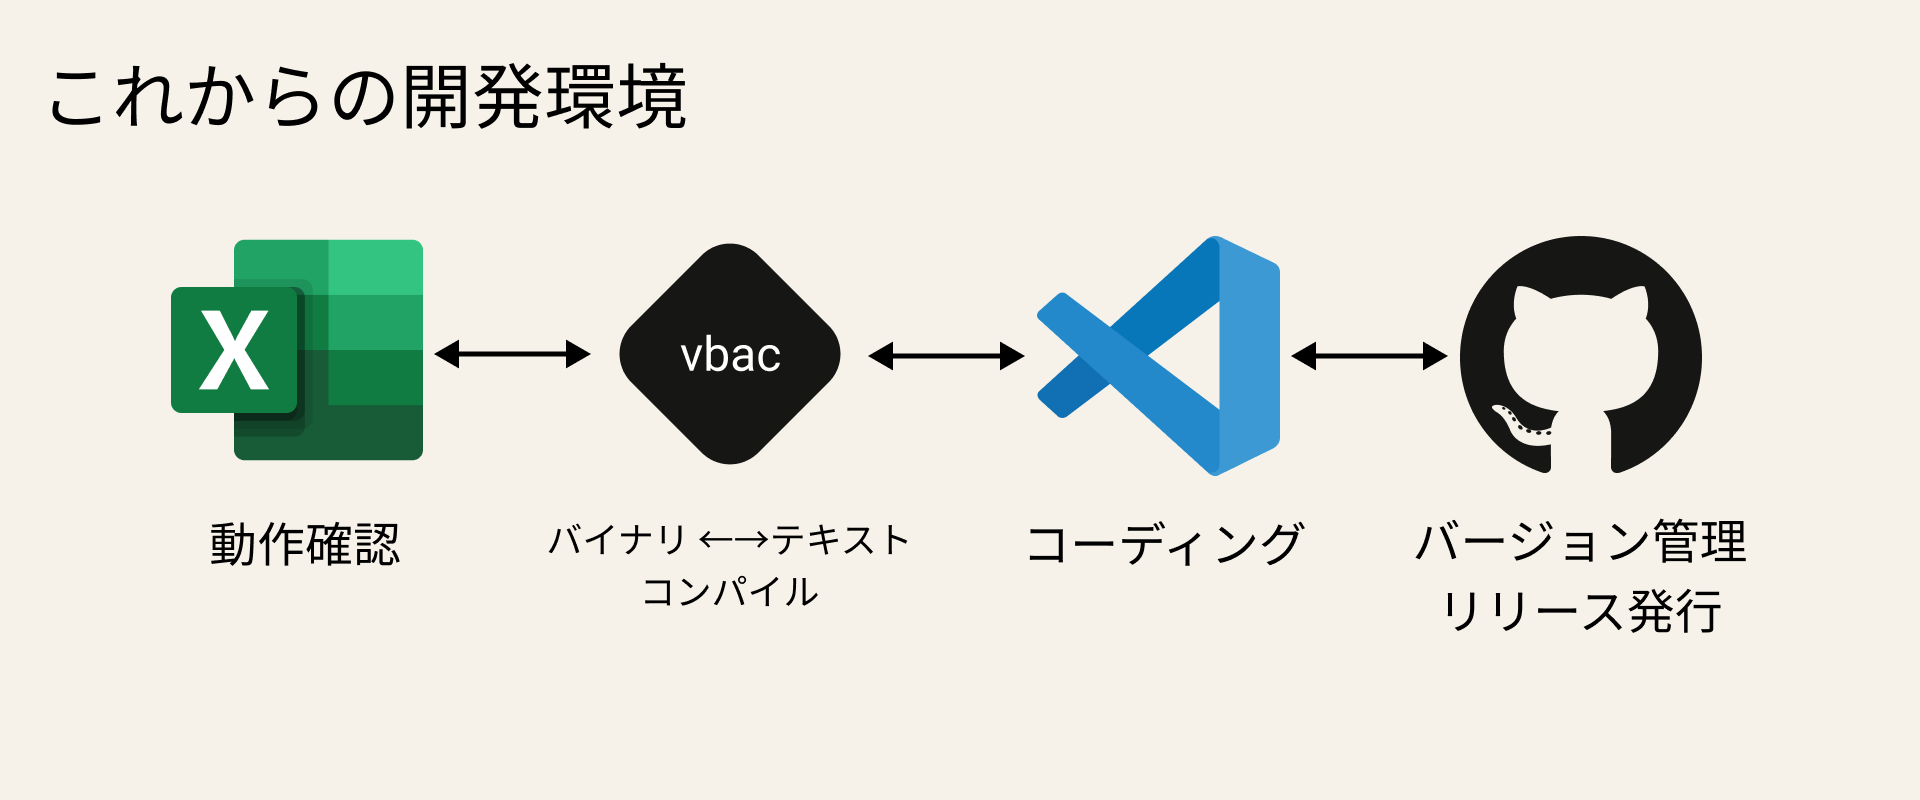 これからの開発環境
X
vbac
動作確認
バイナリ ←→テキスト
コンパイル
コーディング
バージョン管理
リリース発行